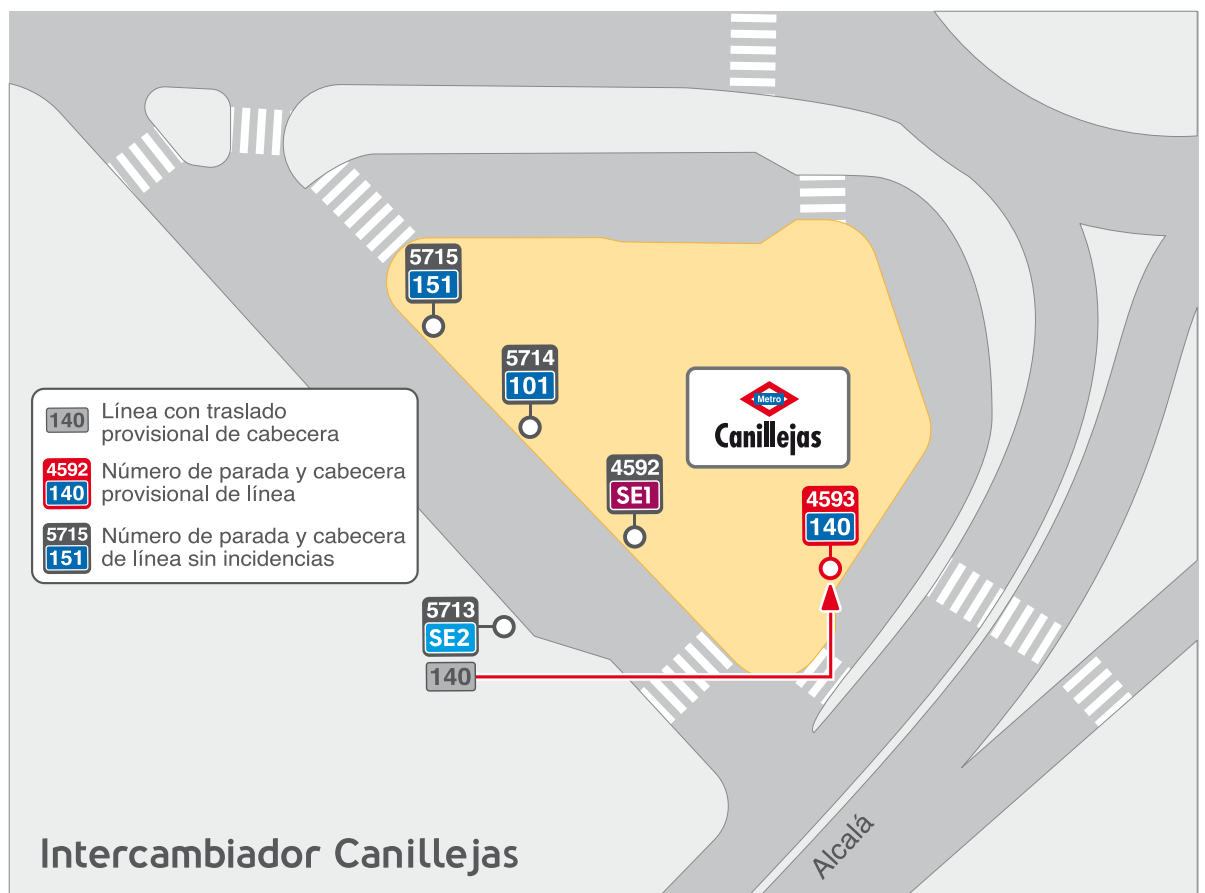 5715
151
5714
101
Metro
Canillejas
140
Línea con traslado
provisional de cabecera
4592
140
Número de parada y cabecera
provisional de línea
5715
151
Número de parada y cabecera
de línea sin incidencias
4592
SE1
4593
140
5713
SE2
140
Alcalá
Intercambiador Canillejas